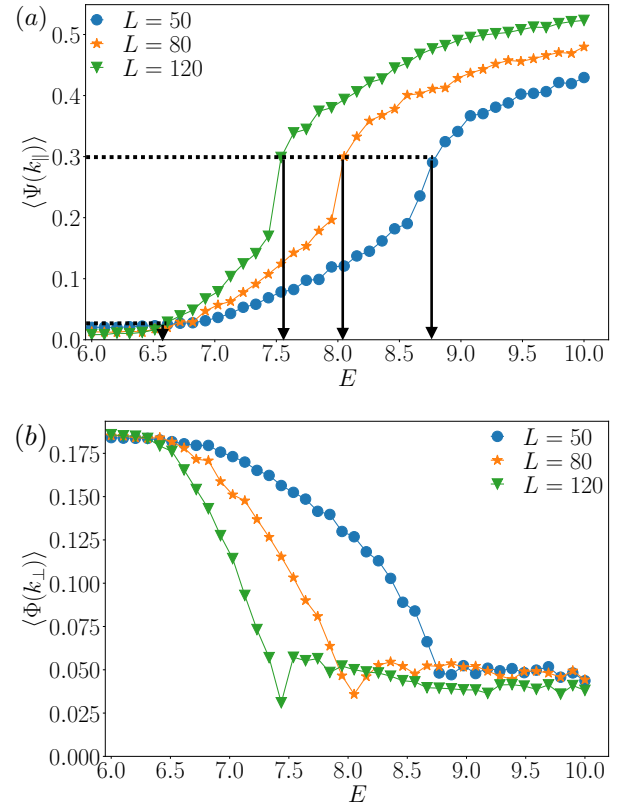 (a)
L = 50
L = 80
L = 120
⟨Ψ(k∥)⟩
0.5
0.4
0.3
0.2
0.1
0.0
6.0 6.5 7.0 7.5 8.0 8.5 9.0 9.5 10.0
E
(b)
L = 50
L = 80
L = 120
⟨Φ(k⊥)⟩
0.175
0.150
0.125
0.100
0.075
0.050
0.025
0.000
6.0 6.5 7.0 7.5 8.0 8.5 9.0 9.5 10.0
E